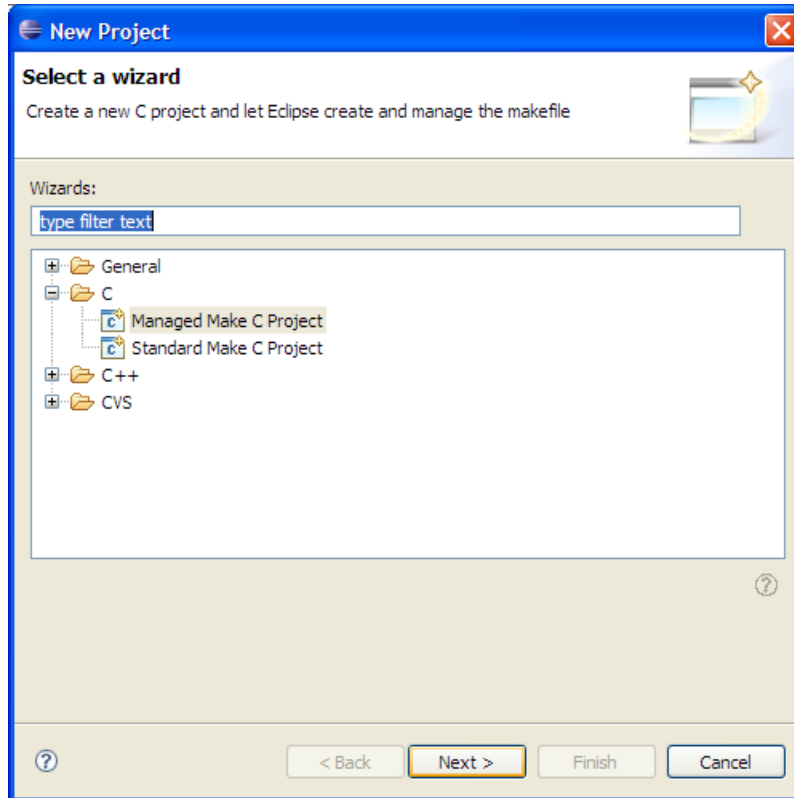 New Project
Select a wizard
Create a new C project and let Eclipse create and manage the makefile
Wizards:
type filter text
General
C
Managed Make C Project
Standard Make C Project
C++
CVS
< Back Next > Finish Cancel